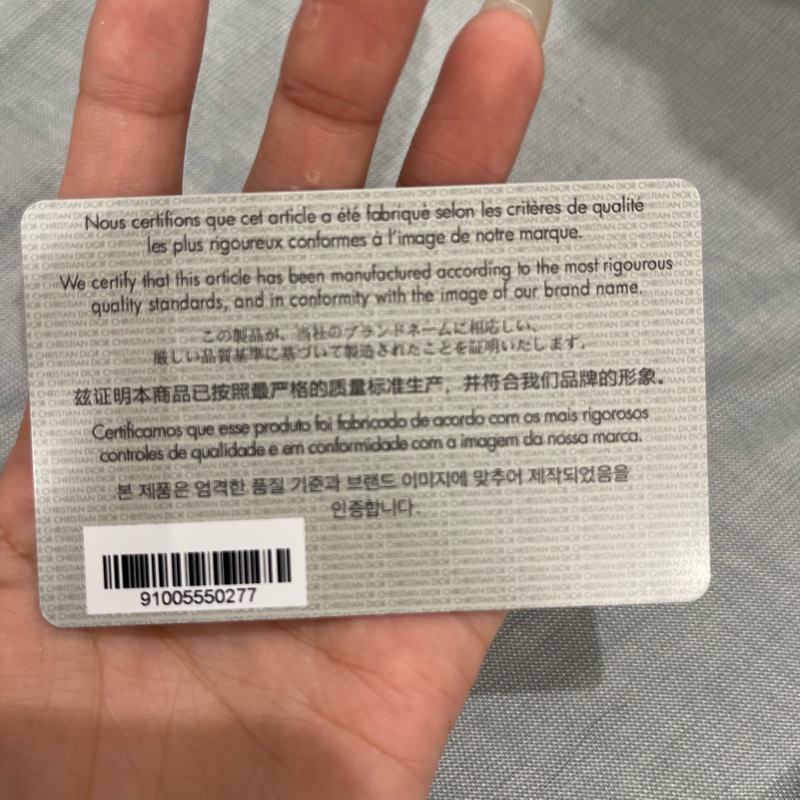 Nous certifions que cet article a été fabriqué selon les critères de qualité
les plus rigoureux conformes à l'image de notre marque.
We certify that this article has been manufactured according to the most rigourous
quality standards, and in conformity with the image of our brand name.
この製品が、当社のブランドネームに相応しい、
厳しい品質基準に基づいて製造されたことを証明いたします。
兹证明本商品已按照最严格的质量标准生产，并符合我们品牌的形象。
Certificamos que esse produto foi fabricado de acordo com os mais rigorosos
controles de qualidade e em conformidade com a imagem da nossa marca.
본 제품은 엄격한 품질 기준과 브랜드 이미지에 맞추어 제작되었음을
인증합니다.
91005550277